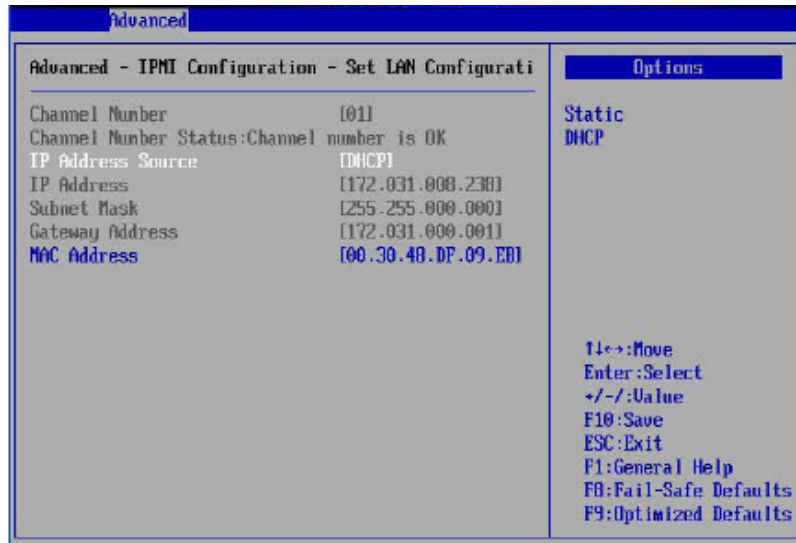 Advanced
Advanced - IPMI Configuration - Set LAN Configurati
Channel Number [01]
Channel Number Status:Channel number is OK
IP Address Source [DHCP]
IP Address [172.031.008.238]
Subnet Mask [255.255.000.000]
Gateway Address [172.031.000.001]
MAC Address [00.30.48.DF.09.EB]
Options
Static
DHCP
↑↓←→:Move
Enter:Select
+/-/:Value
F10:Save
ESC:Exit
F1:General Help
F8:Fail-Safe Defaults
F9:Optimized Defaults